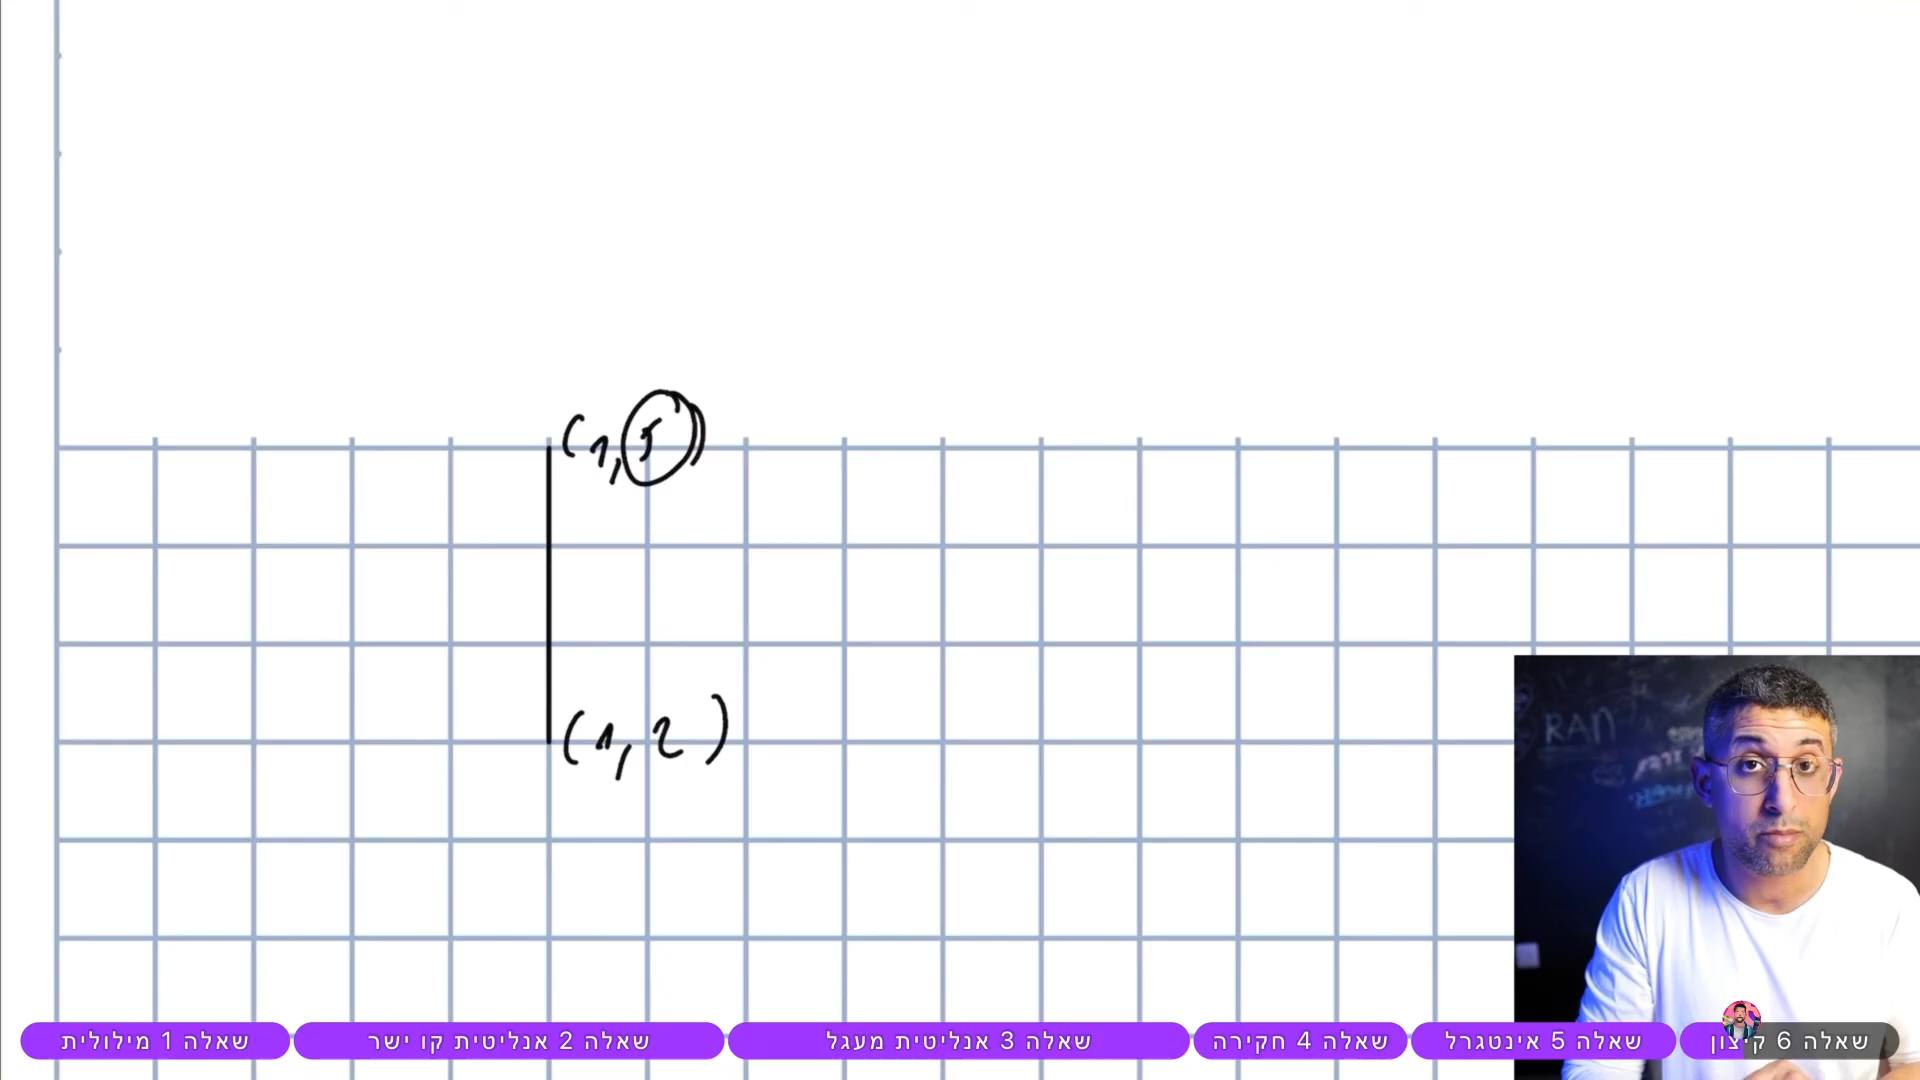 (1,5)
(1,2)
RAN
שאלה 1 מילולית
שאלה 2 אנליטית קו ישר
שאלה 3 אנליטית מעגל
שאלה 4 חקירה
שאלה 5 אינטגרל
שאלה 6 קיצון